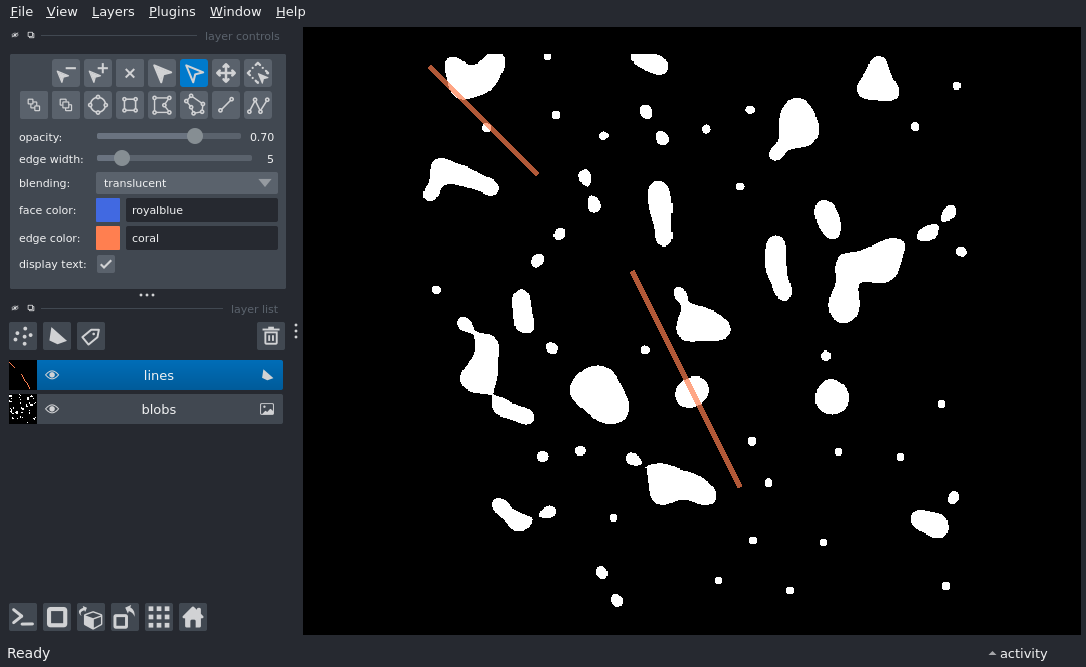 File View Layers Plugins Window Help
layer controls
opacity: 0.70
edge width: 5
blending: translucent
face color: royalblue
edge color: coral
display text:
layer list
lines
blobs
Ready
activity